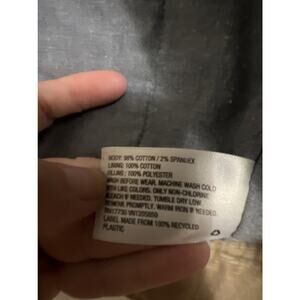 BODY: 98% COTTON / 2% SPANDEX
LINING: 100% COTTON
FILLING: 100% POLYESTER
WASH BEFORE WEAR. MACHINE WASH COLD
WITH LIKE COLORS. ONLY NON-CHLORINE
BLEACH IF NEEDED. TUMBLE DRY LOW.
REMOVE PROMPTLY. WARM IRON IF NEEDED.
LABEL MADE FROM 100% RECYCLED
PLASTIC